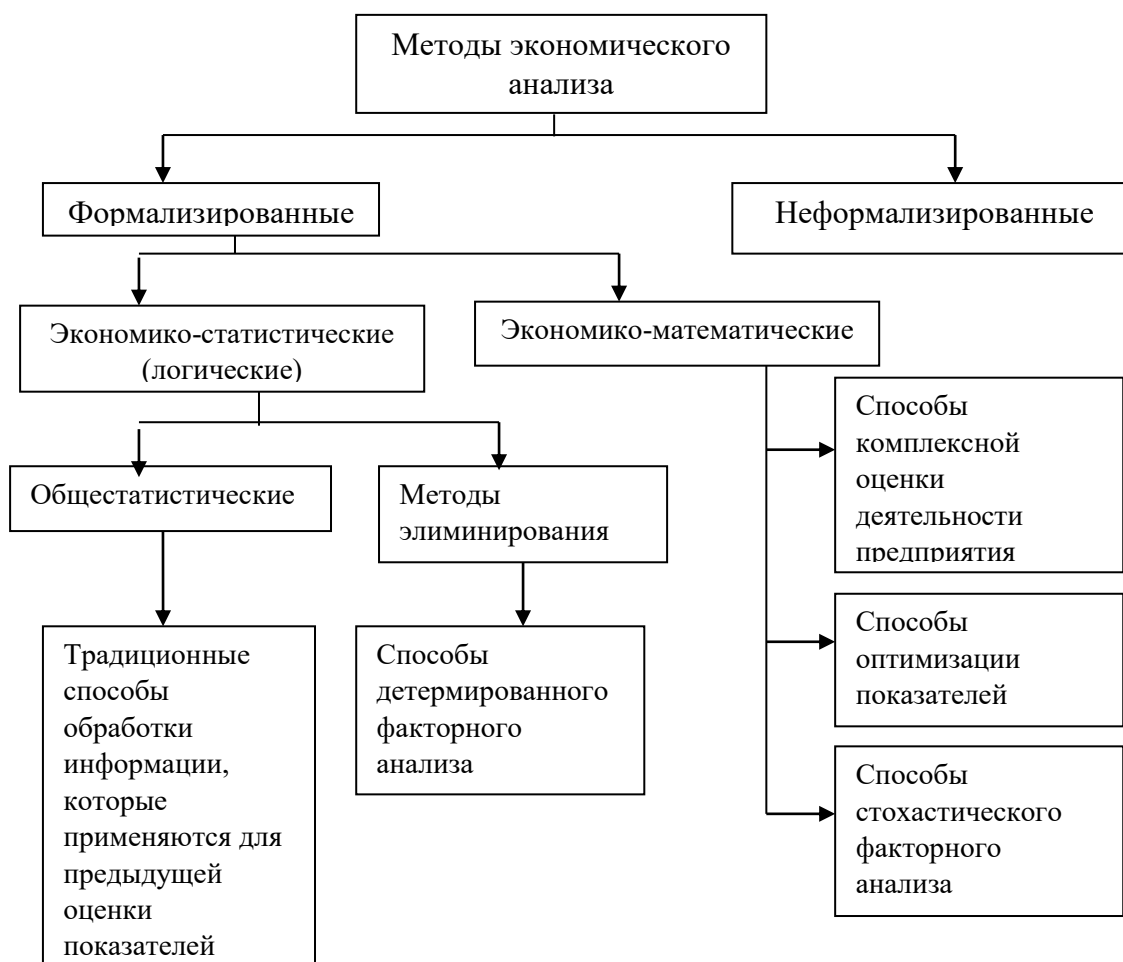 Методы экономического
анализа
Формализированные
Неформализированные
Экономико-статистические
(логические)
Экономико-математические
Общестатистические
Методы
элиминирования
Способы
комплексной
оценки
деятельности
предприятия
Традиционные
способы
обработки
информации,
которые
применяются для
предыдущей
оценки
показателей
Способы
детермированного
факторного
анализа
Способы
оптимизации
показателей
Способы
стохастического
факторного
анализа